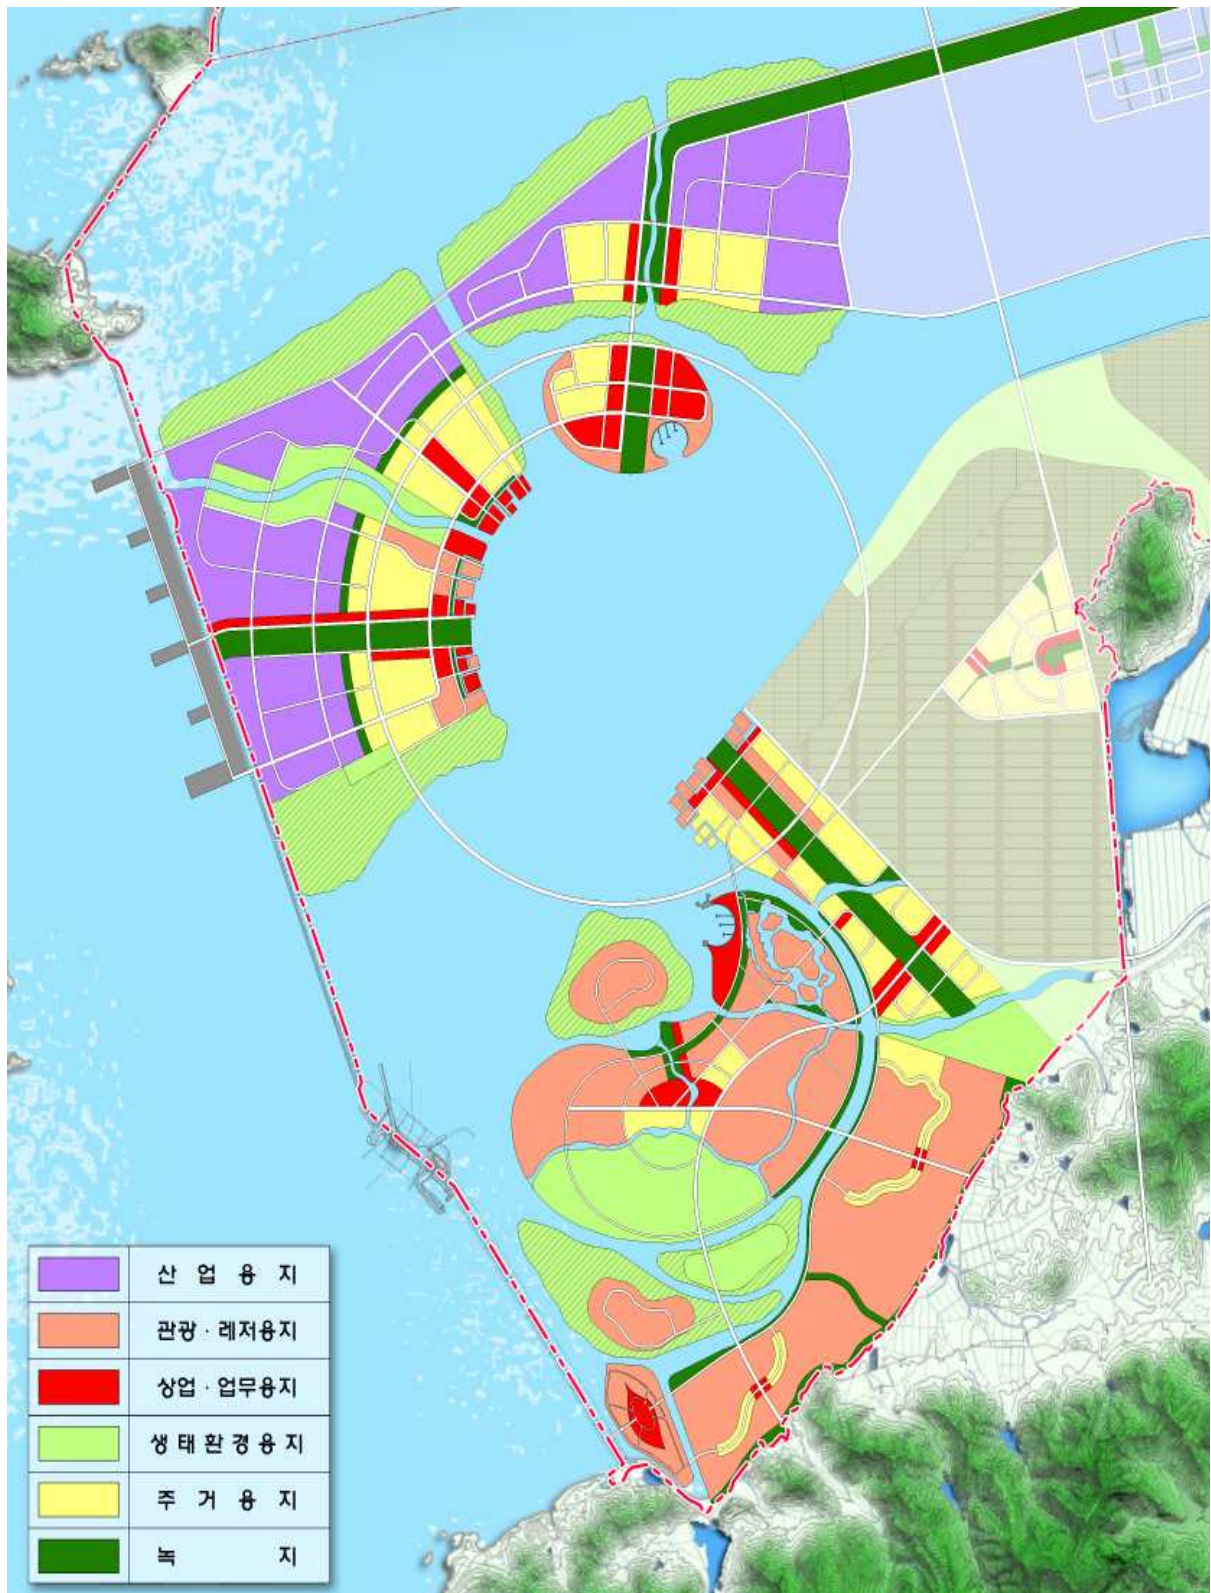 산 업 용 지
관광 · 레저용지
상업 · 업무용지
생 태 환 경 용 지
주 거 용 지
녹 지